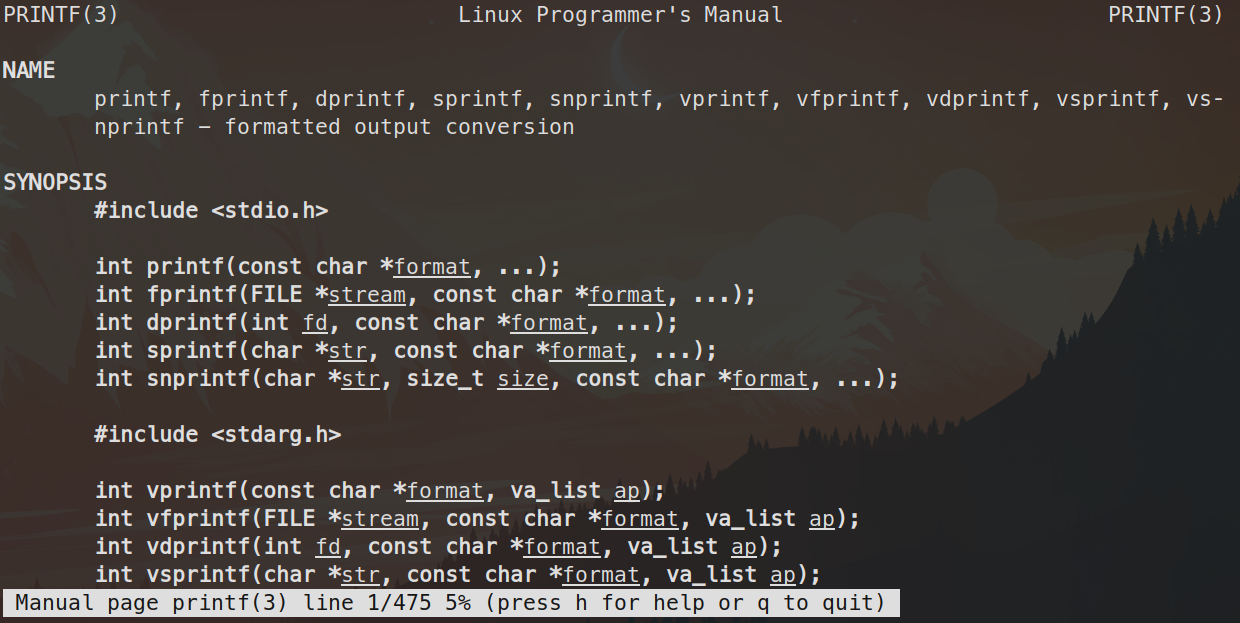 PRINTF(3) Linux Programmer's Manual PRINTF(3)
NAME
printf, fprintf, dprintf, sprintf, snprintf, vprintf, vfprintf, vdprintf, vsprintf, vs-
nprintf – formatted output conversion
SYNOPSIS
#include <stdio.h>
int printf(const char *format, ...);
int fprintf(FILE *stream, const char *format, ...);
int dprintf(int fd, const char *format, ...);
int sprintf(char *str, const char *format, ...);
int snprintf(char *str, size_t size, const char *format, ...);
#include <stdarg.h>
int vprintf(const char *format, va_list ap);
int vfprintf(FILE *stream, const char *format, va_list ap);
int vdprintf(int fd, const char *format, va_list ap);
int vsprintf(char *str, const char *format, va_list ap);
Manual page printf(3) line 1/475 5% (press h for help or q to quit)